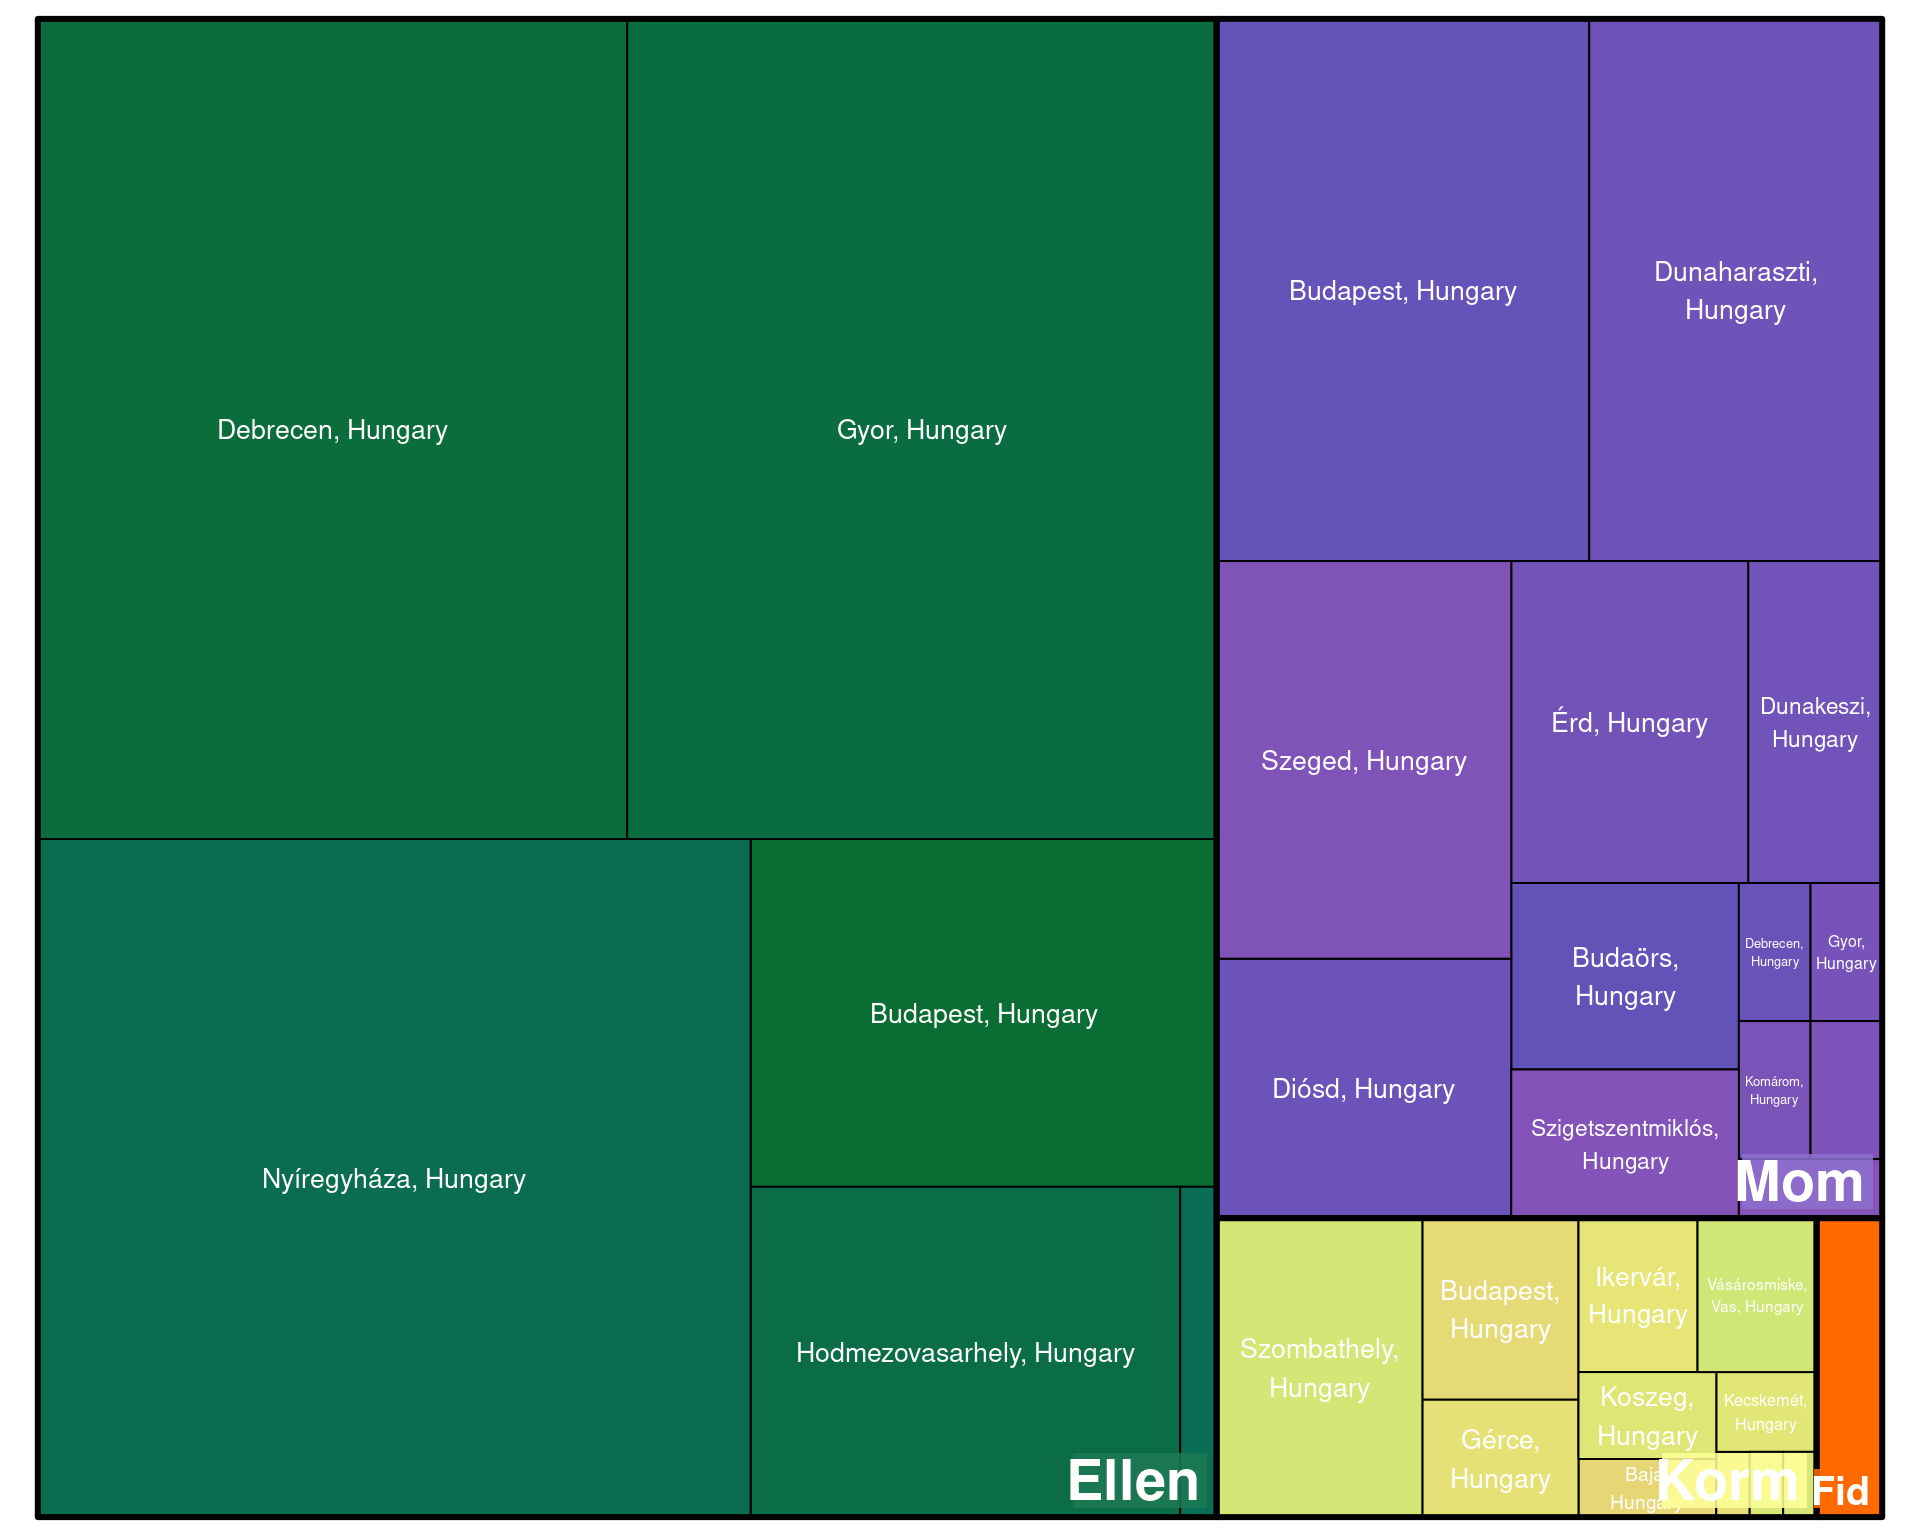 Debrecen, Hungary
Gyor, Hungary
Nyíregyháza, Hungary
Budapest, Hungary
Hodmezovasarhely, Hungary
Ellen
Budapest, Hungary
Dunaharaszti,
Hungary
Szeged, Hungary
Érd, Hungary
Dunakeszi,
Hungary
Diósd, Hungary
Budaörs,
Hungary
Debrecen,
Hungary
Gyor,
Hungary
Szigetszentmiklós,
Hungary
Komárom,
Hungary
Mom
Szombathely,
Hungary
Budapest,
Hungary
Ikervár,
Hungary
Vásárosmiske,
Vas, Hungary
Gérce,
Hungary
Koszeg,
Hungary
Kecskemét,
Hungary
Baja,
Hungary
Korm
Fid